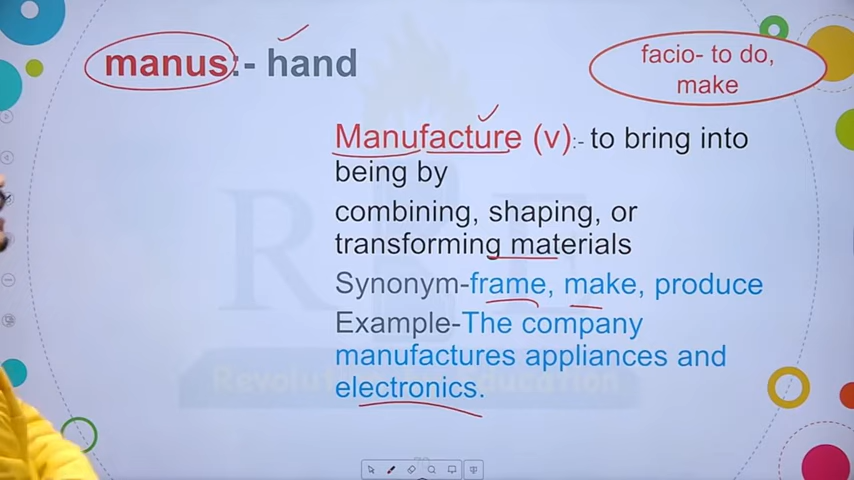 manus:- hand
facio- to do,
make
Manufacture (v):- to bring into
being by
combining, shaping, or
transforming materials
Synonym-frame, make, produce
Example-The company
manufactures appliances and
electronics.